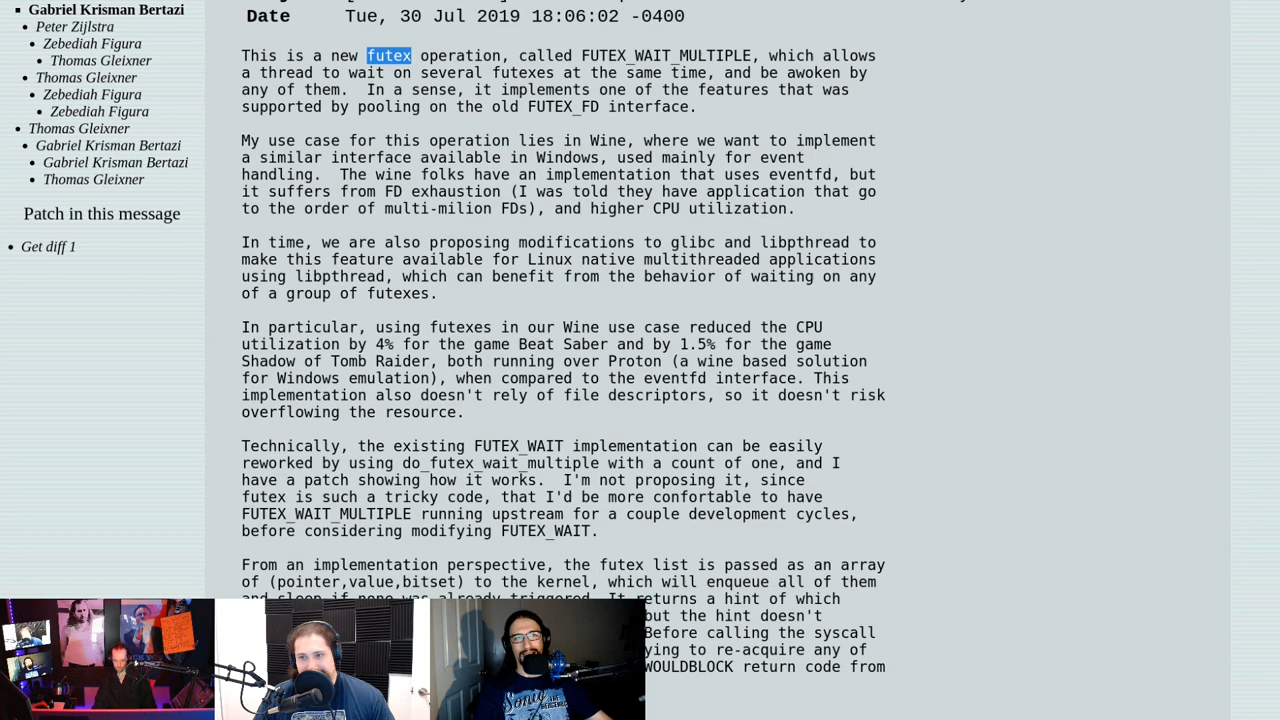 Gabriel Krisman Bertazi
Peter Zijlstra
Zebediah Figura
Thomas Gleixner
Thomas Gleixner
Zebediah Figura
Zebediah Figura
Thomas Gleixner
Gabriel Krisman Bertazi
Gabriel Krisman Bertazi
Thomas Gleixner
Patch in this message
Get diff 1
Date Tue, 30 Jul 2019 18:06:02 -0400
This is a new futex operation, called FUTEX_WAIT_MULTIPLE, which allows
a thread to wait on several futexes at the same time, and be awoken by
any of them. In a sense, it implements one of the features that was
supported by pooling on the old FUTEX_FD interface.
My use case for this operation lies in Wine, where we want to implement
a similar interface available in Windows, used mainly for event
handling. The wine folks have an implementation that uses eventfd, but
it suffers from FD exhaustion (I was told they have application that go
to the order of multi-milion FDs), and higher CPU utilization.
In time, we are also proposing modifications to glibc and libpthread to
make this feature available for Linux native multithreaded applications
using libpthread, which can benefit from the behavior of waiting on any
of a group of futexes.
In particular, using futexes in our Wine use case reduced the CPU
utilization by 4% for the game Beat Saber and by 1.5% for the game
Shadow of Tomb Raider, both running over Proton (a wine based solution
for Windows emulation), when compared to the eventfd interface. This
implementation also doesn't rely of file descriptors, so it doesn't risk
overflowing the resource.
Technically, the existing FUTEX_WAIT implementation can be easily
reworked by using do_futex_wait_multiple with a count of one, and I
have a patch showing how it works. I'm not proposing it, since
futex is such a tricky code, that I'd be more confortable to have
FUTEX_WAIT_MULTIPLE running upstream for a couple development cycles,
before considering modifying FUTEX_WAIT.
From an implementation perspective, the futex list is passed as an array
of (pointer,value,bitset) to the kernel, which will enqueue all of them
and sleep if none was already triggered. It returns a hint of which
but the hint doesn't
Before calling the syscall
ying to re-acquire any of
WOULDBLOCK return code from
Sonic